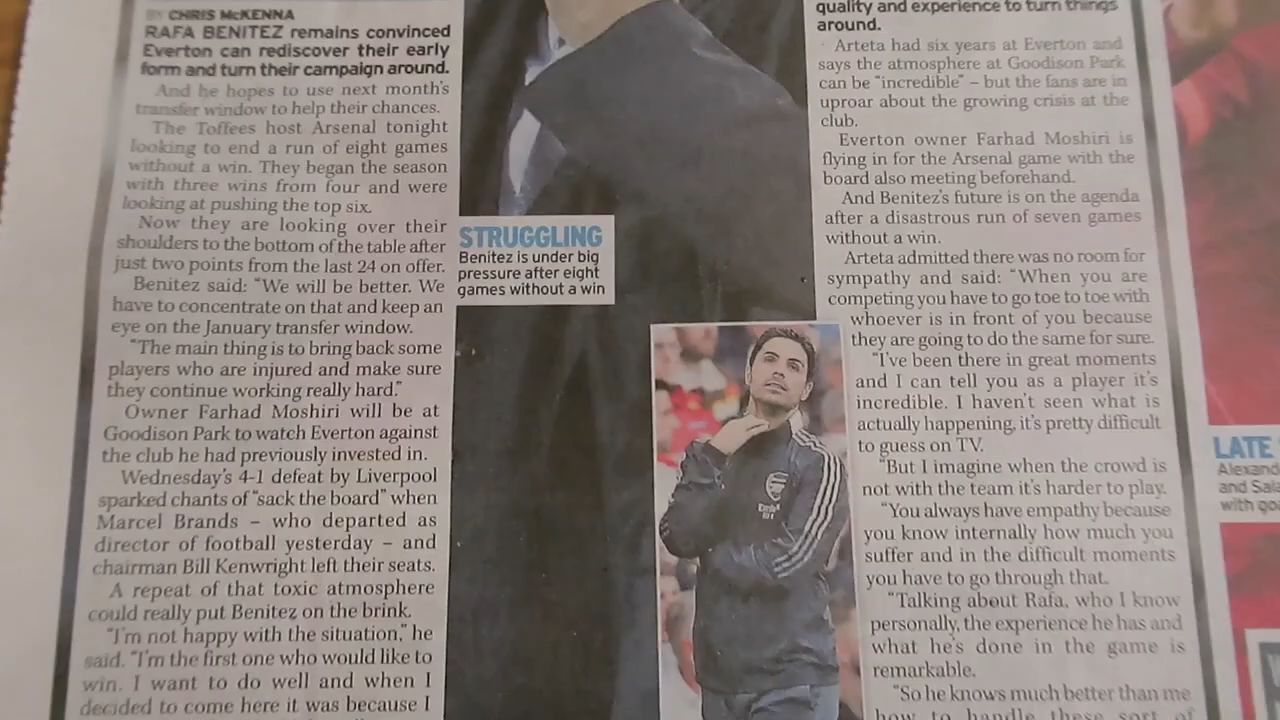 BY CHRIS McKENNA
RAFA BENITEZ remains convinced
Everton can rediscover their early
form and turn their campaign around.
And he hopes to use next month's
transfer window to help their chances.
The Toffees host Arsenal tonight
looking to end a run of eight games
without a win. They began the season
with three wins from four and were
looking at pushing the top six.
Now they are looking over their
shoulders to the bottom of the table after
just two points from the last 24 on offer.
Benitez said: “We will be better. We
have to concentrate on that and keep an
eye on the January transfer window.
“The main thing is to bring back some
players who are injured and make sure
they continue working really hard.”
Owner Farhad Moshiri will be at
Goodison Park to watch Everton against
the club he had previously invested in.
Wednesday's 4-1 defeat by Liverpool
sparked chants of “sack the board” when
Marcel Brands – who departed as
director of football yesterday – and
chairman Bill Kenwright left their seats.
A repeat of that toxic atmosphere
could really put Benitez on the brink.
“I'm not happy with the situation,” he
said. “I'm the first one who would like to
win. I want to do well and when I
decided to come here it was because I
STRUGGLING
Benitez is under big
pressure after eight
games without a win
quality and experience to turn things
around.
Arteta had six years at Everton and
says the atmosphere at Goodison Park
can be “incredible” – but the fans are in
uproar about the growing crisis at the
club.
Everton owner Farhad Moshiri is
flying in for the Arsenal game with the
board also meeting beforehand.
And Benitez's future is on the agenda
after a disastrous run of seven games
without a win.
Arteta admitted there was no room for
sympathy and said: “When you are
competing you have to go toe to toe with
whoever is in front of you because
they are going to do the same for sure.
“I've been there in great moments
and I can tell you as a player it's
incredible. I haven't seen what is
actually happening, it's pretty difficult
to guess on TV.
“But I imagine when the crowd is
not with the team it's harder to play.
“You always have empathy because
you know internally how much you
suffer and in the difficult moments
you have to go through that.
“Talking about Rafa, who I know
personally, the experience he has and
what he's done in the game is
remarkable.
“So he knows much better than me
how to handle these sort of
LATE
Alexand
and Sala
with go